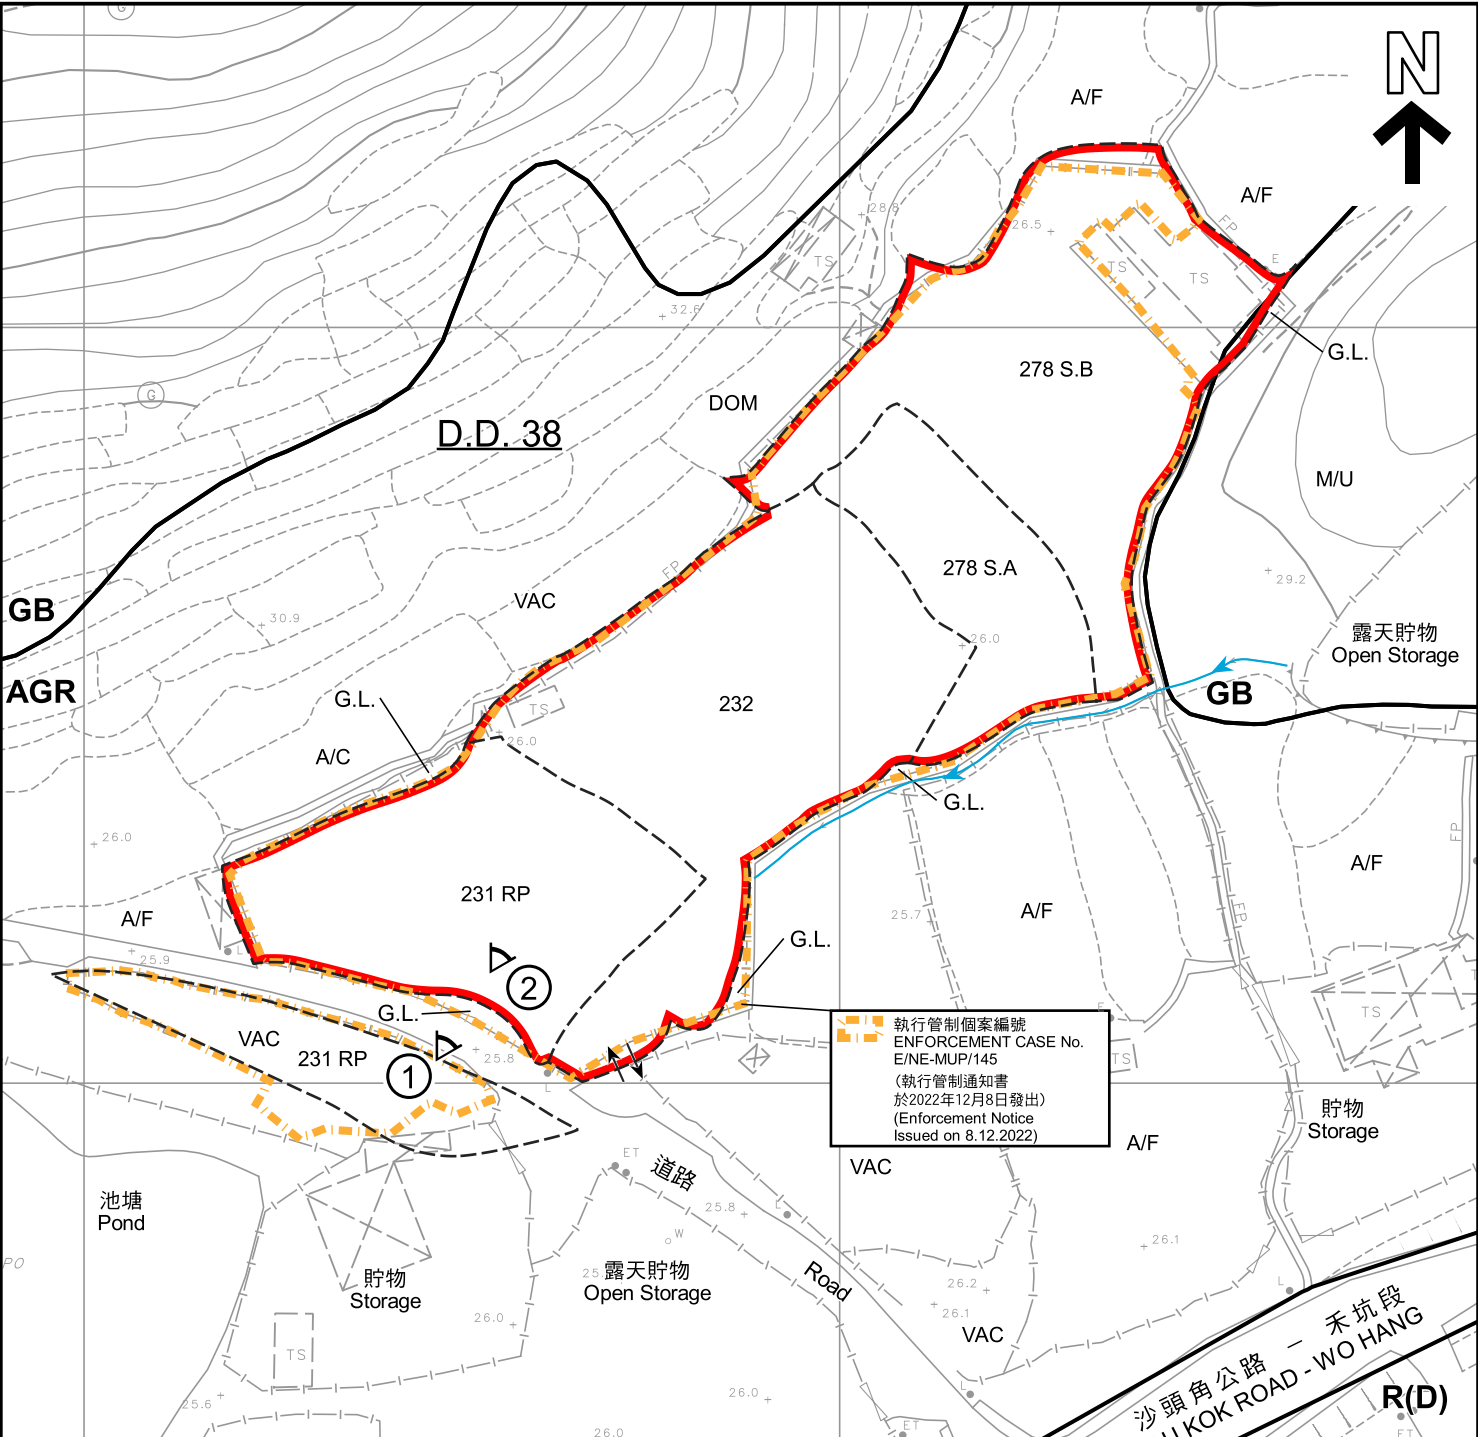 G
N
A/F
A/F
FP
28.8
26.5
TS
TS
TS
E
32.6
G.L.
278 S.B
G
DOM
D.D. 38
M/U
278 S.A
FP
29.2
VAC
GB
30.9
露天貯物
Open Storage
26.0
AGR
GB
G.L.
232
TS
26.0
A/C
G.L.
26.0
FP
A/F
231 RP
A/F
A/F
25.7
FP
G.L.
L
25.9
2
TS
G.L.
E
執行管制個案編號
ENFORCEMENT CASE No.
E/NE-MUP/145
(執行管制通知書
於2022年12月8日發出)
(Enforcement Notice
Issued on 8.12.2022)
VAC
231 RP
25.8
1
L
TS
貯物
Storage
A/F
ET
道路
VAC
池塘
Pond
25.8
L
W
26.1
PO
貯物
Storage
露天貯物
Open Storage
Road
26.2
26.1
L
26.0
VAC
TS
沙頭角公路 － 禾坑段
KOK ROAD - WO HANG
25.6
26.0
L
R(D)
26.0
ET
ET